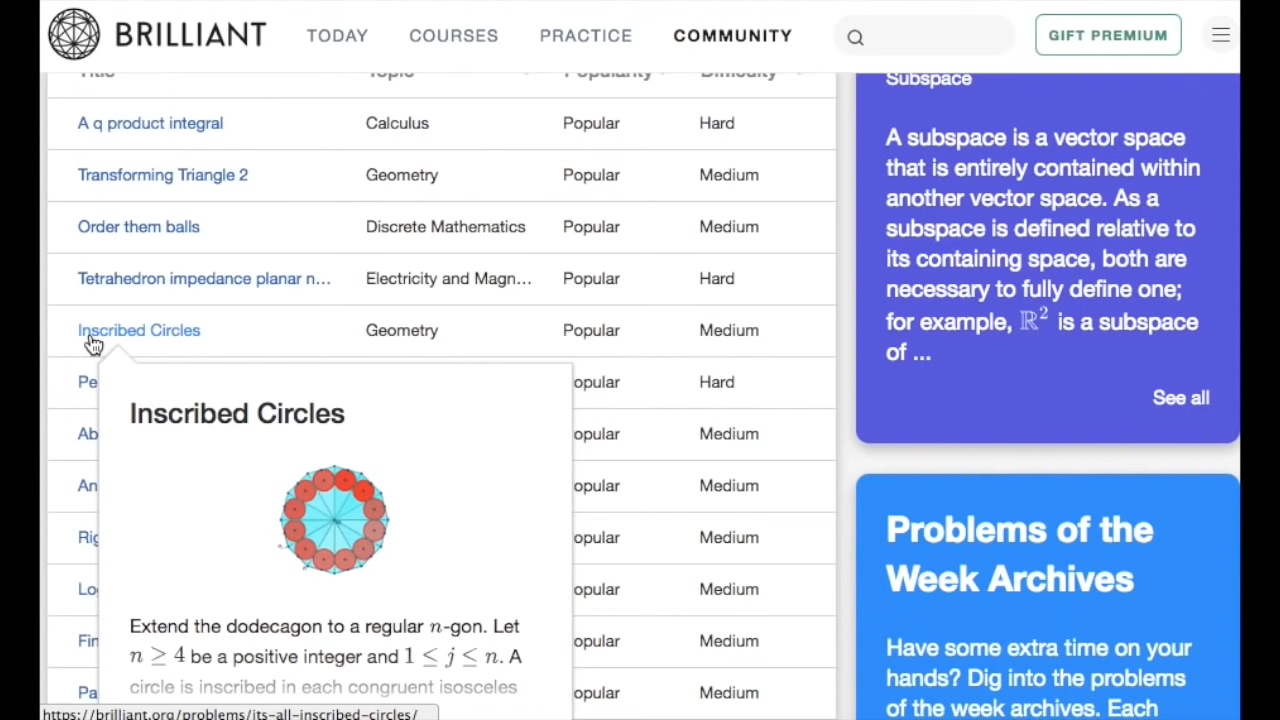 BRILLIANT TODAY COURSES PRACTICE COMMUNITY GIFT PREMIUM
Title Topic Popularity Difficulty
A q product integral Calculus Popular Hard
Transforming Triangle 2 Geometry Popular Medium
Order them balls Discrete Mathematics Popular Medium
Tetrahedron impedance planar n... Electricity and Magn... Popular Hard
Inscribed Circles Geometry Popular Medium
Pe opular Hard
Ab opular Medium
An opular Medium
Rig opular Medium
Lo opular Medium
Fin opular Medium
Pa opular Medium
Inscribed Circles
Extend the dodecagon to a regular n-gon. Let
n ≥ 4 be a positive integer and 1 ≤ j ≤ n. A
circle is inscribed in each congruent isosceles
https://brilliant.org/problems/its-all-inscribed-circles/
Subspace
A subspace is a vector space
that is entirely contained within
another vector space. As a
subspace is defined relative to
its containing space, both are
necessary to fully define one;
for example, ℝ² is a subspace
of ...
See all
Problems of the
Week Archives
Have some extra time on your
hands? Dig into the problems
of the week archives. Each